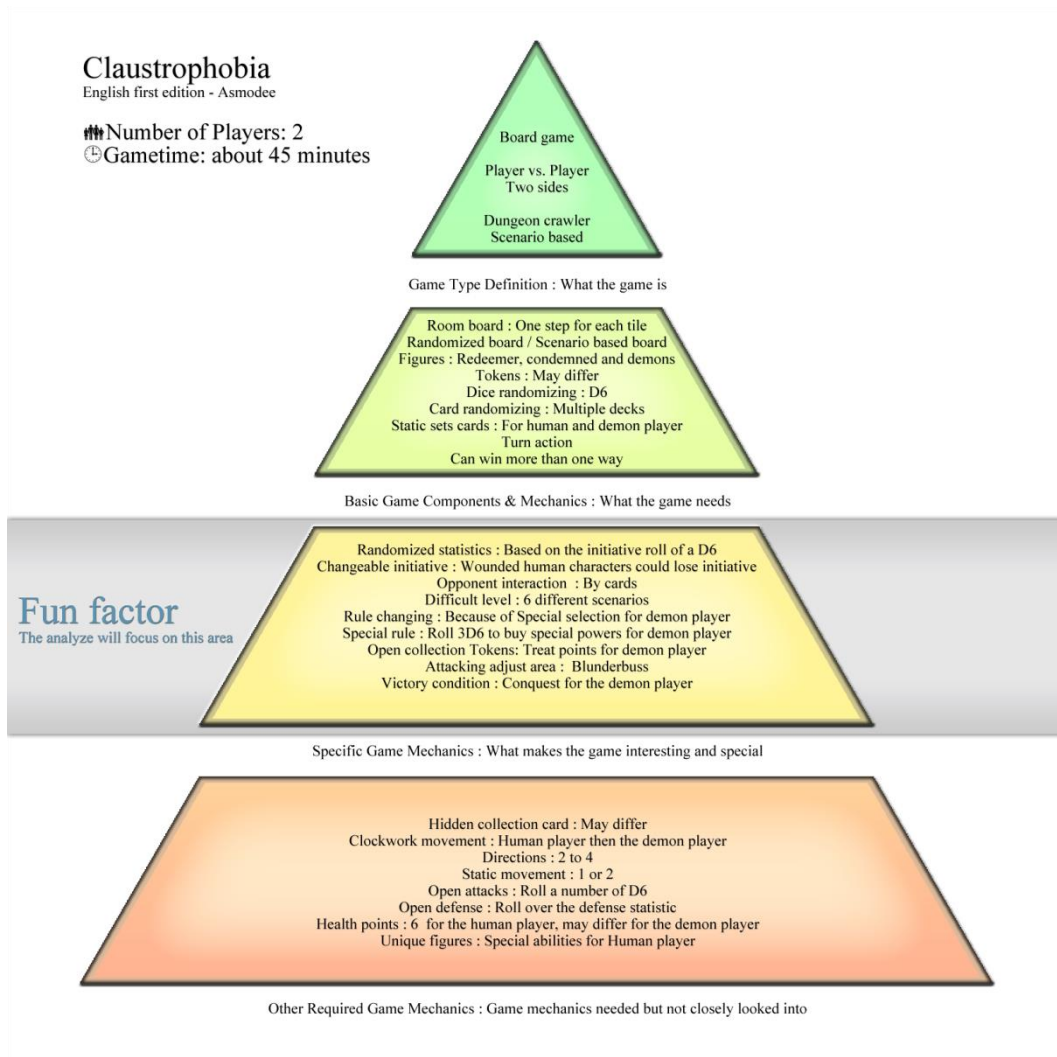 Claustrophobia
English first edition - Asmodee
Number of Players: 2
Gametime: about 45 minutes
Board game
Player vs. Player
Two sides
Dungeon crawler
Scenario based
Game Type Definition : What the game is
Room board : One step for each tile
Randomized board / Scenario based board
Figures : Redeemer, condemned and demons
Tokens : May differ
Dice randomizing : D6
Card randomizing : Multiple decks
Static sets cards : For human and demon player
Turn action
Can win more than one way
Basic Game Components & Mechanics : What the game needs
Fun factor
The analyze will focus on this area
Randomized statistics : Based on the initiative roll of a D6
Changeable initiative : Wounded human characters could lose initiative
Opponent interaction : By cards
Difficult level : 6 different scenarios
Rule changing : Because of Special selection for demon player
Special rule : Roll 3D6 to buy special powers for demon player
Open collection Tokens: Treat points for demon player
Attacking adjust area : Blunderbuss
Victory condition : Conquest for the demon player
Specific Game Mechanics : What makes the game interesting and special
Hidden collection card : May differ
Clockwork movement : Human player then the demon player
Directions : 2 to 4
Static movement : 1 or 2
Open attacks : Roll a number of D6
Open defense : Roll over the defense statistic
Health points : 6 for the human player, may differ for the demon player
Unique figures : Special abilities for Human player
Other Required Game Mechanics : Game mechanics needed but not closely looked into